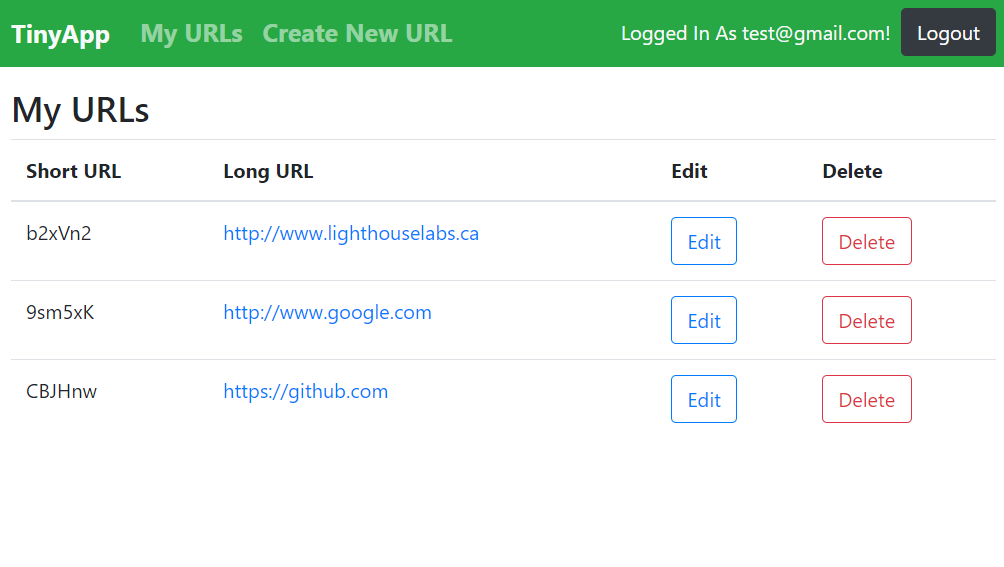 TinyApp My URLs Create New URL Logged In As test@gmail.com! Logout
My URLs
Short URL Long URL Edit Delete
b2xVn2 http://www.lighthouselabs.ca Edit Delete
9sm5xK http://www.google.com Edit Delete
CBJHnw https://github.com Edit Delete